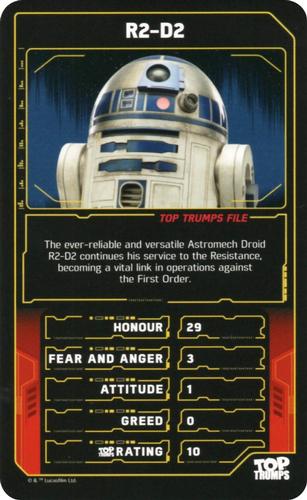 R2-D2
TOP TRUMPS FILE
The ever-reliable and versatile Astromech Droid
R2-D2 continues his service to the Resistance,
becoming a vital link in operations against
the First Order.
HONOUR 29
FEAR AND ANGER 3
ATTITUDE 1
GREED 0
TOP TRUMPS RATING 10
© & ™ Lucasfilm Ltd.
TOP
TRUMPS